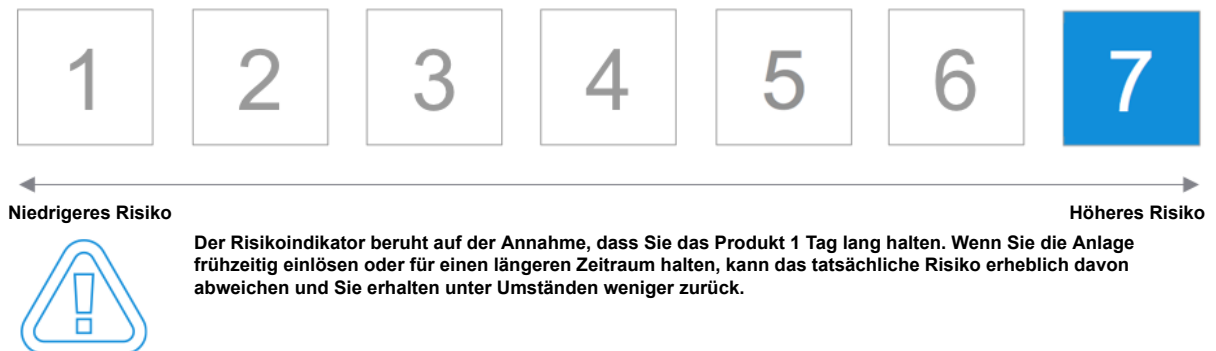 1 2 3 4 5 6 7
Niedrigeres Risiko Höheres Risiko
Der Risikoindikator beruht auf der Annahme, dass Sie das Produkt 1 Tag lang halten. Wenn Sie die Anlage
frühzeitig einlösen oder für einen längeren Zeitraum halten, kann das tatsächliche Risiko erheblich davon
abweichen und Sie erhalten unter Umständen weniger zurück.